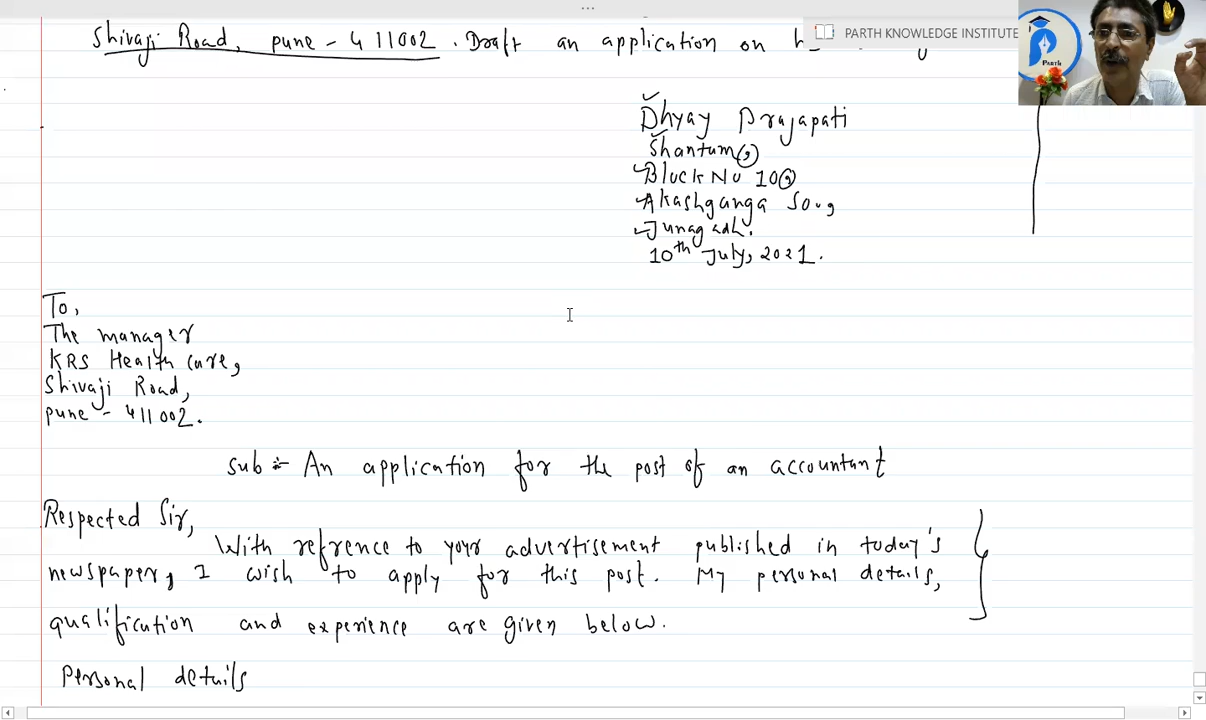 Shivaji Road, pune - 411002. Draft an application on
PARTH KNOWLEDGE INSTITUTE
Parth
Dhyay Prajapati
Shantum,
Block No 10,
Akashganga Soc,
Junagadh.
10th July, 2021.
To,
The manager
KRS Health Care,
Shivaji Road,
pune - 411002.
Sub :- An application for the post of an accountant
Respected Sir,
With refrence to your advertisement published in today's
newspaper, I wish to apply for this post. My personal details,
qualification and experience are given below.
Personal details